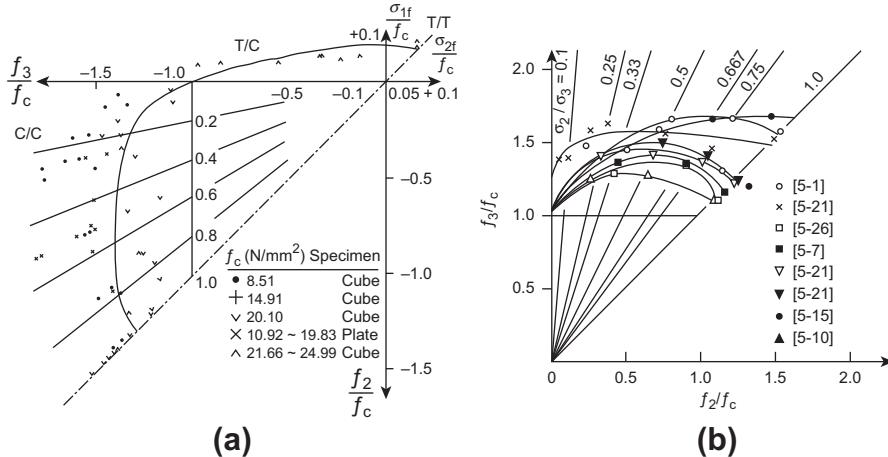 σ1f/fc
T/T
+0.1
T/C
σ2f/fc
f3/fc
−1.5
−1.0
−0.5
−0.1
0.05 + 0.1
C/C
0.2
0.4
−0.5
0.6
0.8
fc (N/mm²) Specimen
8.51 Cube
1.0
−1.0
14.91 Cube
20.10 Cube
10.92 ~ 19.83 Plate
21.66 ~ 24.99 Cube
f2/fc
−1.5
(a)
2.0
σ2 / σ3 = 0.1
0.25
0.33
0.5
0.667
0.75
1.0
1.5
f3/fc
1.0
0.5
[5-1]
[5-21]
[5-26]
[5-7]
[5-21]
[5-21]
[5-15]
[5-10]
0
0.5
1.0
1.5
2.0
f2/fc
(b)